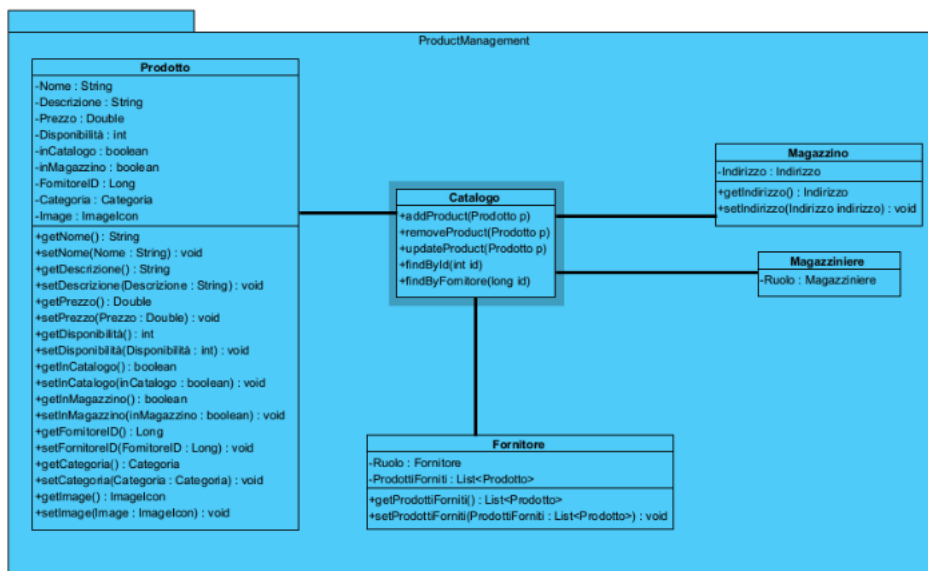 ProductManagement
Prodotto
-Nome : String
-Descrizione : String
-Prezzo : Double
-Disponibilità : int
-inCatalogo : boolean
-inMagazzino : boolean
-FornitoreID : Long
-Categoria : Categoria
-Image : ImageIcon
+getNome() : String
+setNome(Nome : String) : void
+getDescrizione() : String
+setDescrizione(Descrizione : String) : void
+getPrezzo() : Double
+setPrezzo(Prezzo : Double) : void
+getDisponibilità() : int
+setDisponibilità(Disponibilità : int) : void
+getInCatalogo() : boolean
+setInCatalogo(inCatalogo : boolean) : void
+getInMagazzino() : boolean
+setInMagazzino(inMagazzino : boolean) : void
+getFornitoreID() : Long
+setFornitoreID(FornitoreID : Long) : void
+getCategoria() : Categoria
+setCategoria(Categoria : Categoria) : void
+getImage() : ImageIcon
+setImage(Image : ImageIcon) : void
Catalogo
+addProduct(Prodotto p)
+removeProduct(Prodotto p)
+updateProduct(Prodotto p)
+findById(int id)
+findByFornitore(long id)
Magazzino
-Indirizzo : Indirizzo
+getIndirizzo() : Indirizzo
+setIndirizzo(Indirizzo indirizzo) : void
Magazziniere
-Ruolo : Magazziniere
Fornitore
-Ruolo : Fornitore
-ProdottiForniti : List<Prodotto>
+getProdottiForniti() : List<Prodotto>
+setProdottiForniti(ProdottiForniti : List<Prodotto>) : void